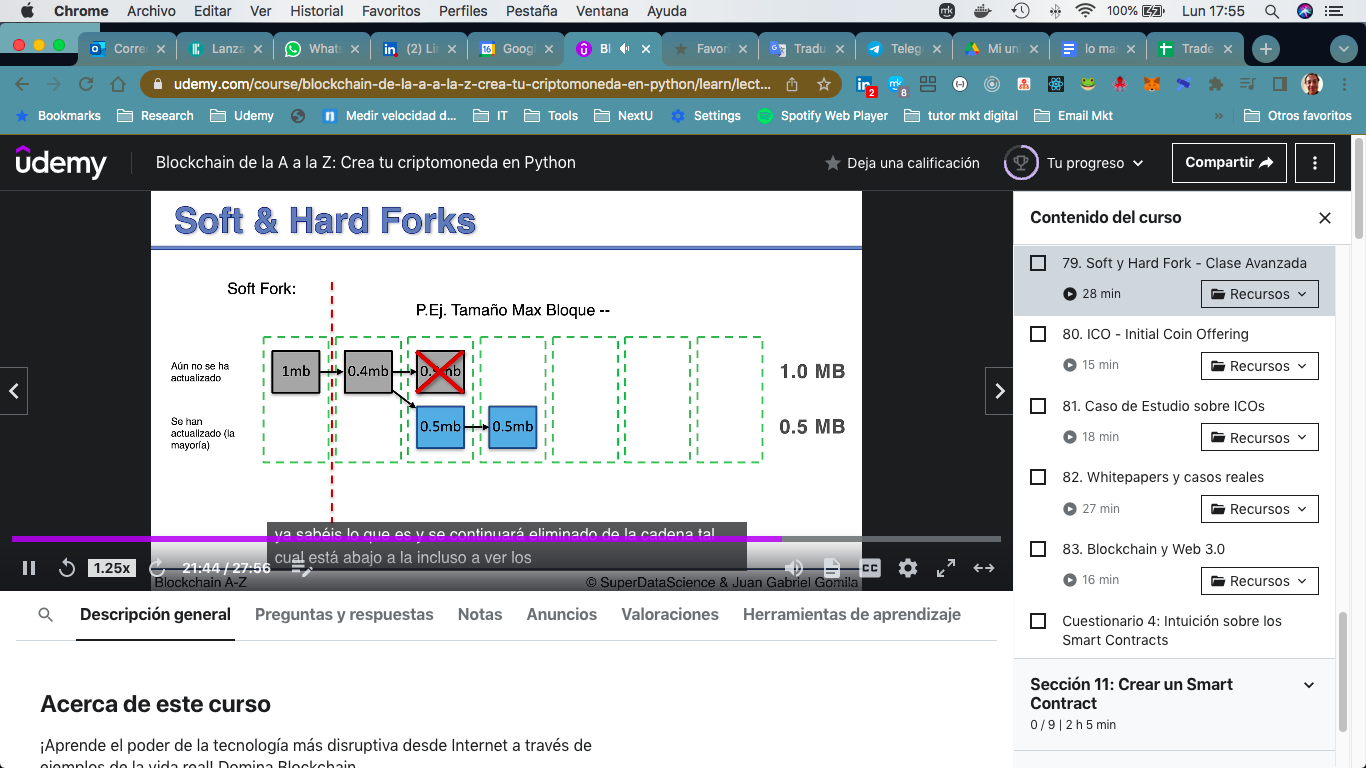 Chrome Archivo Editar Ver Historial Favoritos Perfiles Pestaña Ventana Ayuda mk 100% Lun 17:55
Corre Lanza Whats (2) Lin Googl Bl Favori Tradu Teleg Mi uni lo ma Trade
udemy.com/course/blockchain-de-la-a-a-la-z-crea-tu-criptomoneda-en-python/learn/lect... 2 8
Bookmarks Research Udemy Medir velocidad d... IT Tools NextU Settings Spotify Web Player tutor mkt digital Email Mkt » Otros favoritos
ûdemy Blockchain de la A a la Z: Crea tu criptomoneda en Python Deja una calificación Tu progreso Compartir
Soft & Hard Forks
Soft Fork:
P.Ej. Tamaño Max Bloque --
Aún no se ha
actualizado
1mb 0.4mb 1.0 MB
Se han
actualizado (la
mayoría)
0.5mb 0.5mb 0.5 MB
ya sabéis lo que es y se continuará eliminado de la cadena tal
cual está abajo a la incluso a ver los
1.25x 21:44 / 27:56 CC
Blockchain A-Z © SuperDataScience & Juan Gabriel Gomila
Descripción general Preguntas y respuestas Notas Anuncios Valoraciones Herramientas de aprendizaje
Acerca de este curso
¡Aprende el poder de la tecnología más disruptiva desde Internet a través de
ejemplos de la vida real! Domina Blockchain
Contenido del curso
79. Soft y Hard Fork - Clase Avanzada
28 min Recursos
80. ICO - Initial Coin Offering
15 min Recursos
81. Caso de Estudio sobre ICOs
18 min Recursos
82. Whitepapers y casos reales
27 min Recursos
83. Blockchain y Web 3.0
16 min Recursos
Cuestionario 4: Intuición sobre los
Smart Contracts
Sección 11: Crear un Smart
Contract
0 / 9 | 2 h 5 min